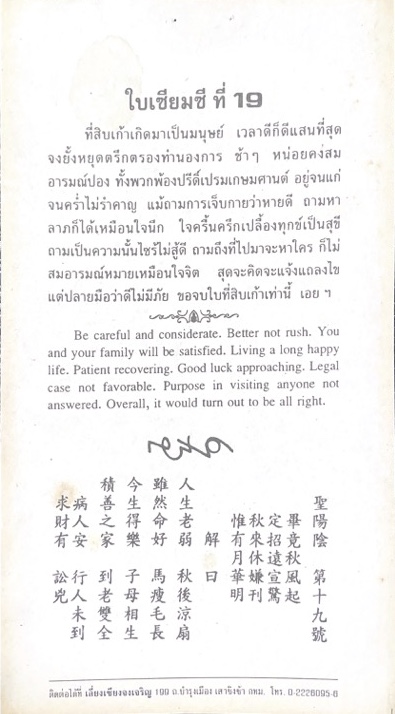 ใบเซียมซี ที่ 19
ที่สิบเก้าเกิดมาเป็นมนุษย์ เวลาดีก็ดีแสนที่สุด
จงยั้งหยุดตรึกตรองทำนองการ ช้าๆ หน่อยคงสม
อารมณ์ปอง ทั้งพวกพ้องปรีดิ์เปรมเกษมศานต์ อยู่จนแก่
จนคร่ำไม่รำคาญ แม้ถามการเจ็บกายว่าหายดี ถามหา
ลาภก็ได้เหมือนใจนึก ใจครื้นครึกเปลื้องทุกข์เป็นสุขี
ถามเป็นความนั้นไซร้ไม่สู้ดี ถามถึงที่ไปมาจะหาใคร ก็ไม่
สมอารมณ์หมายเหมือนใจจิต สุดจะคิดจะแจ้งแถลงไข
แต่ปลายมือว่าดีไม่มีภัย ขอจบใบที่สิบเก้าเท่านี้ เอย ฯ
Be careful and considerate. Better not rush. You
and your family will be satisfied. Living a long happy
life. Patient recovering. Good luck approaching. Legal
case not favorable. Purpose in visiting anyone not
answered. Overall, it would turn out to be all right.
聖陽陰 第十九號
畢竟秋風起
定招遠宣驚
秋來休嫌刊
惟有月華明
解曰
人生老弱 秋後涼扇
雖然命好 馬瘦毛長
今生得樂 子母相生
積善之家 到老雙全
病人安 行人未到
求財有 訟兇
ติดต่อได้ที่ เลี่ยงเซียงจงเจริญ 199 ถ.บำรุงเมือง เสาชิงช้า กทม. โทร. 0-2228095-8